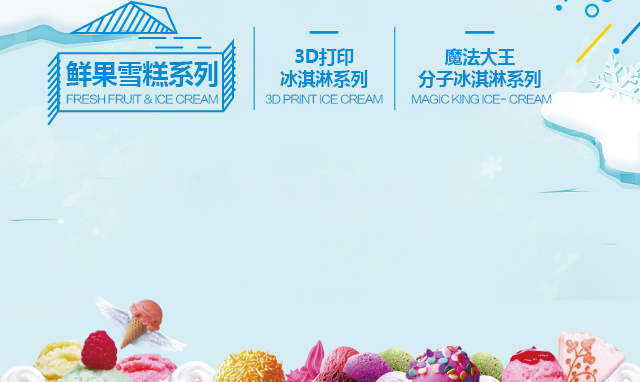 鲜果雪糕系列
FRESH FRUIT & ICE CREAM
3D打印
冰淇淋系列
3D PRINT ICE CREAM
魔法大王
分子冰淇淋系列
MAGIC KING ICE- CREAM